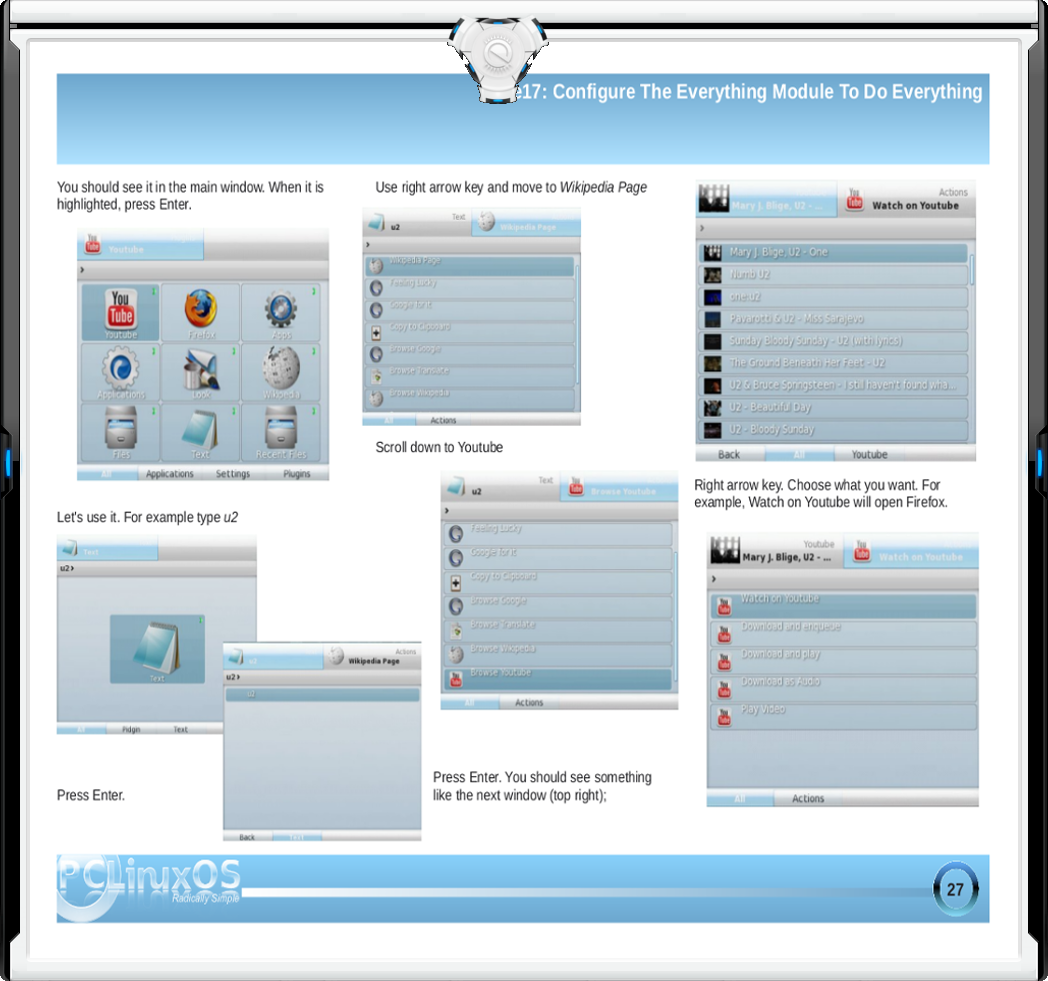 e17: Configure The Everything Module To Do Everything
You should see it in the main window. When it is
highlighted, press Enter.
Youtube
You
Tube
Youtube
Firefox
Apps
Applications
Look
Wikipedia
Files
Text
Recent Files
All
Applications
Settings
Plugins
Let's use it. For example type u2
Text
u2
Text
All
Pidgin
Text
Press Enter.
u2
Actions
Wikipedia Page
u2
u2
Back
Text
Use right arrow key and move to Wikipedia Page
Text
u2
Wikipedia Page
Wikipedia Page
Feeling Lucky
Google for it
Copy to Clipboard
Browse Google
Browse Translate
Browse Wikipedia
All
Actions
Scroll down to Youtube
Text
u2
Browse Youtube
Feeling Lucky
Google for it
Copy to Clipboard
Browse Google
Browse Translate
Browse Wikipedia
Browse Youtube
All
Actions
Press Enter. You should see something
like the next window (top right);
Mary J. Blige, U2 - ...
Actions
Watch on Youtube
Mary J. Blige, U2 - One
Numb U2
one:u2
Pavarotti & U2 - Miss Sarajevo
Sunday Bloody Sunday - U2 (with lyrics)
The Ground Beneath Her Feet - U2
U2 & Bruce Springsteen - I still haven't found wha...
U2 - Beautiful Day
U2 - Bloody Sunday
Back
All
Youtube
Right arrow key. Choose what you want. For
example, Watch on Youtube will open Firefox.
Youtube
Mary J. Blige, U2 - ...
Watch on Youtube
Watch on Youtube
Download and enqueue
Download and play
Download as Audio
Play Video
All
Actions
PCLinuxOS
Radically Simple
27